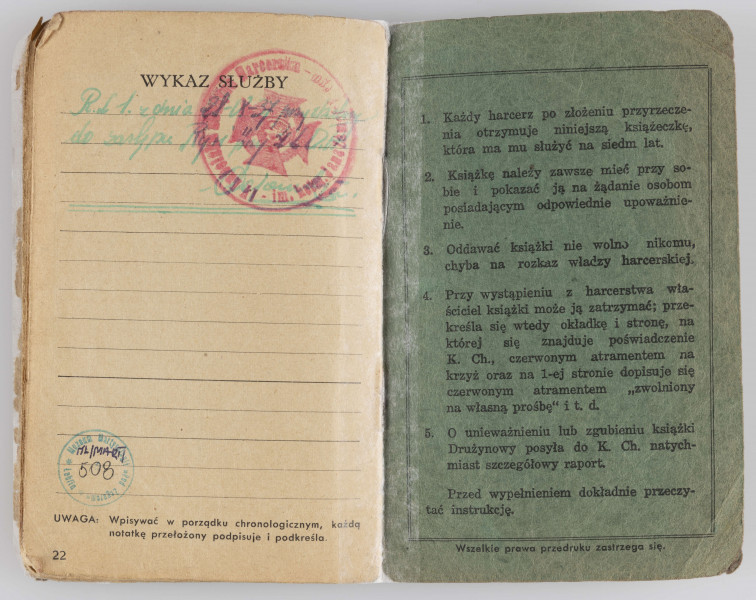 WYKAZ SŁUŻBY
R. L. 1. z dnia
do
508
UWAGA: Wpisywać w porządku chronologicznym, każdą
notatkę przełożony podpisuje i podkreśla.
22
1. Każdy harcerz po złożeniu przyrzecze-
nia otrzymuje niniejszą książeczkę,
która ma mu służyć na siedm lat.
2. Książkę należy zawsze mieć przy so-
bie i pokazać ją na żądanie osobom
posiadającym odpowiednie upoważnie-
nie.
3. Oddawać książki nie wolno nikomu,
chyba na rozkaz władzy harcerskiej.
4. Przy wystąpieniu z harcerstwa wła-
ściciel książki może ją zatrzymać; prze-
kreśla się wtedy okładkę i stronę, na
której się znajduje poświadczenie
K. Ch., czerwonym atramentem na
krzyż oraz na 1-ej stronie dopisuje się
czerwonym atramentem „zwolniony
na własną prośbę" i t. d.
5. O unieważnieniu lub zgubieniu książki
Drużynowy posyła do K. Ch. natych-
miast szczegółowy raport.
Przed wypełnieniem dokładnie przeczy-
tać instrukcję.
Wszelkie prawa przedruku zastrzega się.